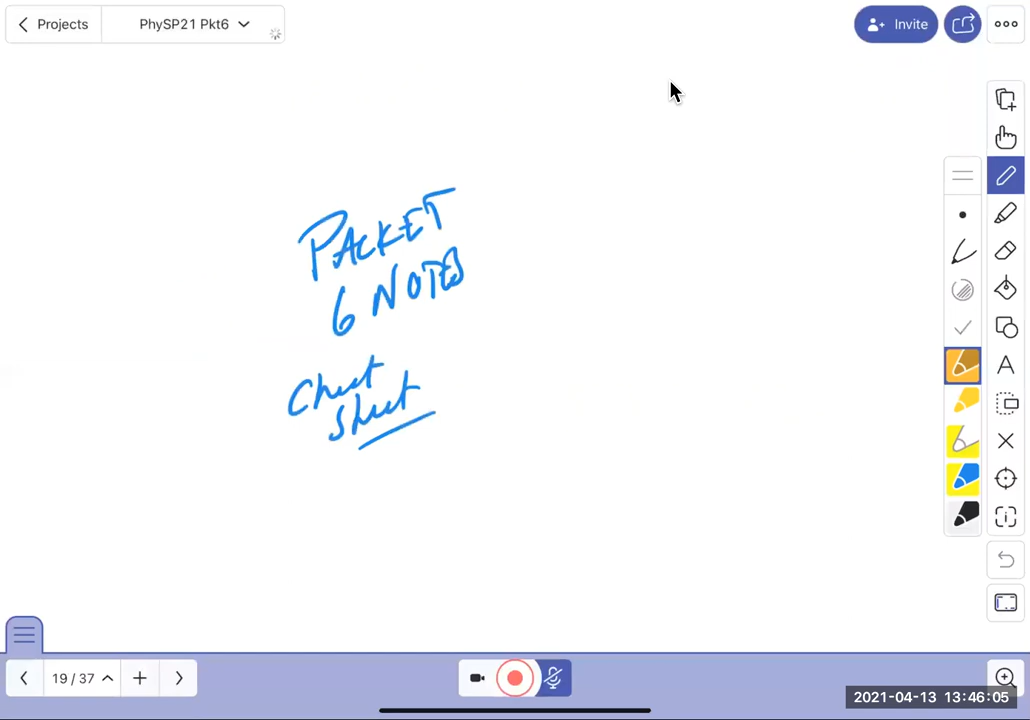 Projects
PhySP21 Pkt6
Invite
PACKET
6 NOTES
Cheat
Sheet
A
19 / 37
2021-04-13 13:46:05